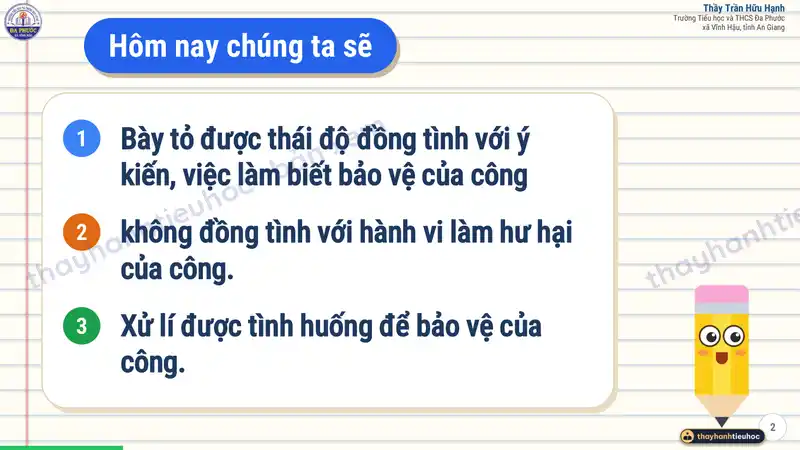 Thầy Trần Hữu Hạnh
Trường Tiểu học và THCS Đa Phước
xã Vĩnh Hậu, tỉnh An Giang
ĐA PHƯỚC
Hôm nay chúng ta sẽ
1 Bày tỏ được thái độ đồng tình với ý
kiến, việc làm biết bảo vệ của công
2 không đồng tình với hành vi làm hư hại
của công.
3 Xử lí được tình huống để bảo vệ của
công.
thayhanhtieuhoc
2